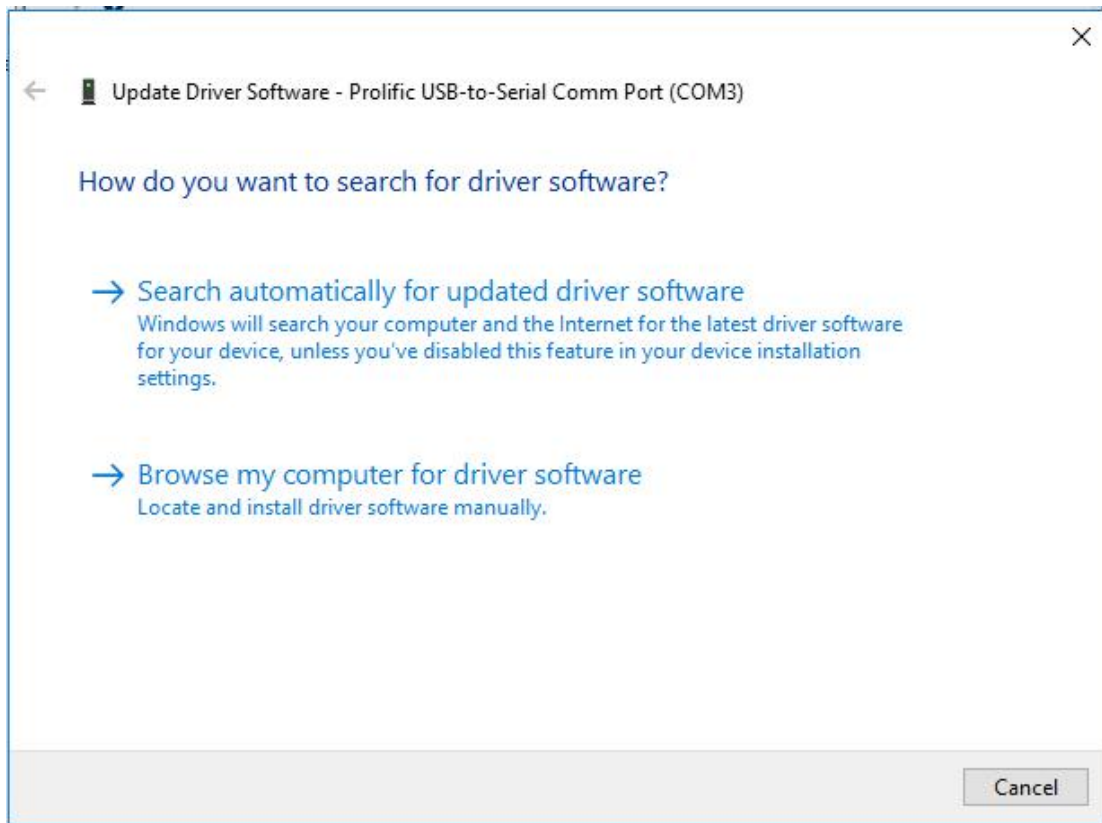 Update Driver Software - Prolific USB-to-Serial Comm Port (COM3)
How do you want to search for driver software?
Search automatically for updated driver software
Windows will search your computer and the Internet for the latest driver software
for your device, unless you've disabled this feature in your device installation
settings.
Browse my computer for driver software
Locate and install driver software manually.
Cancel